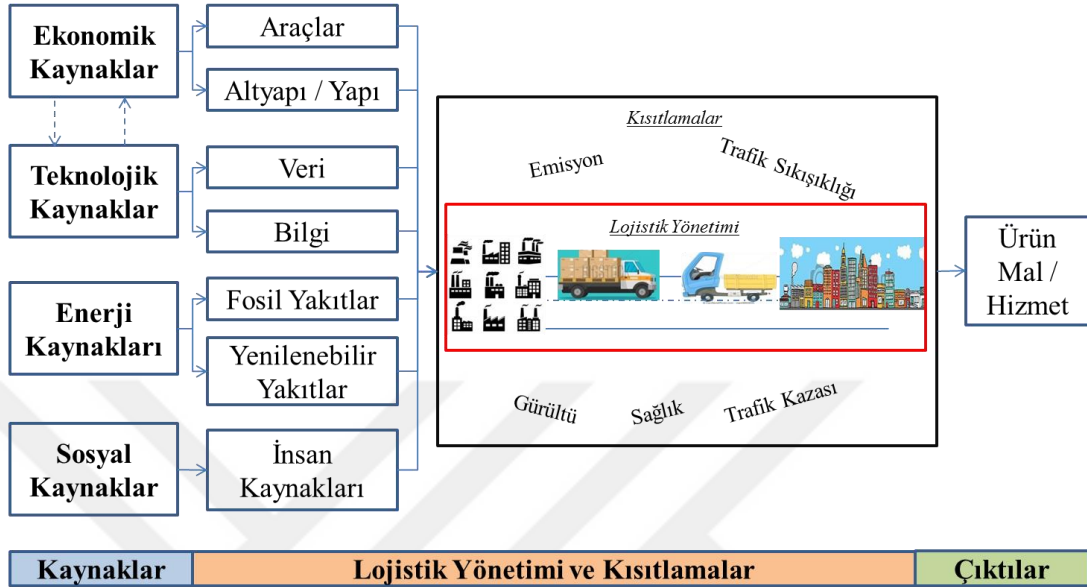 Ekonomik
Kaynaklar
Araçlar
Altyapı / Yapı
Teknolojik
Kaynaklar
Veri
Bilgi
Enerji
Kaynakları
Fosil Yakıtlar
Yenilenebilir
Yakıtlar
Sosyal
Kaynaklar
İnsan
Kaynakları
Kısıtlamalar
Emisyon
Trafik Sıkışıklığı
Lojistik Yönetimi
Gürültü
Sağlık
Trafik Kazası
Ürün
Mal /
Hizmet
Kaynaklar
Lojistik Yönetimi ve Kısıtlamalar
Çıktılar